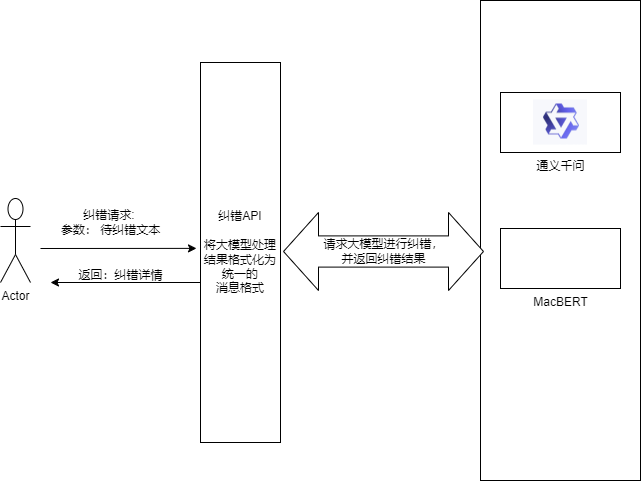 纠错请求:
参数： 待纠错文本
返回：纠错详情
Actor
纠错API
将大模型处理
结果格式化为
统一的
消息格式
请求大模型进行纠错，
并返回纠错结果
通义千问
MacBERT